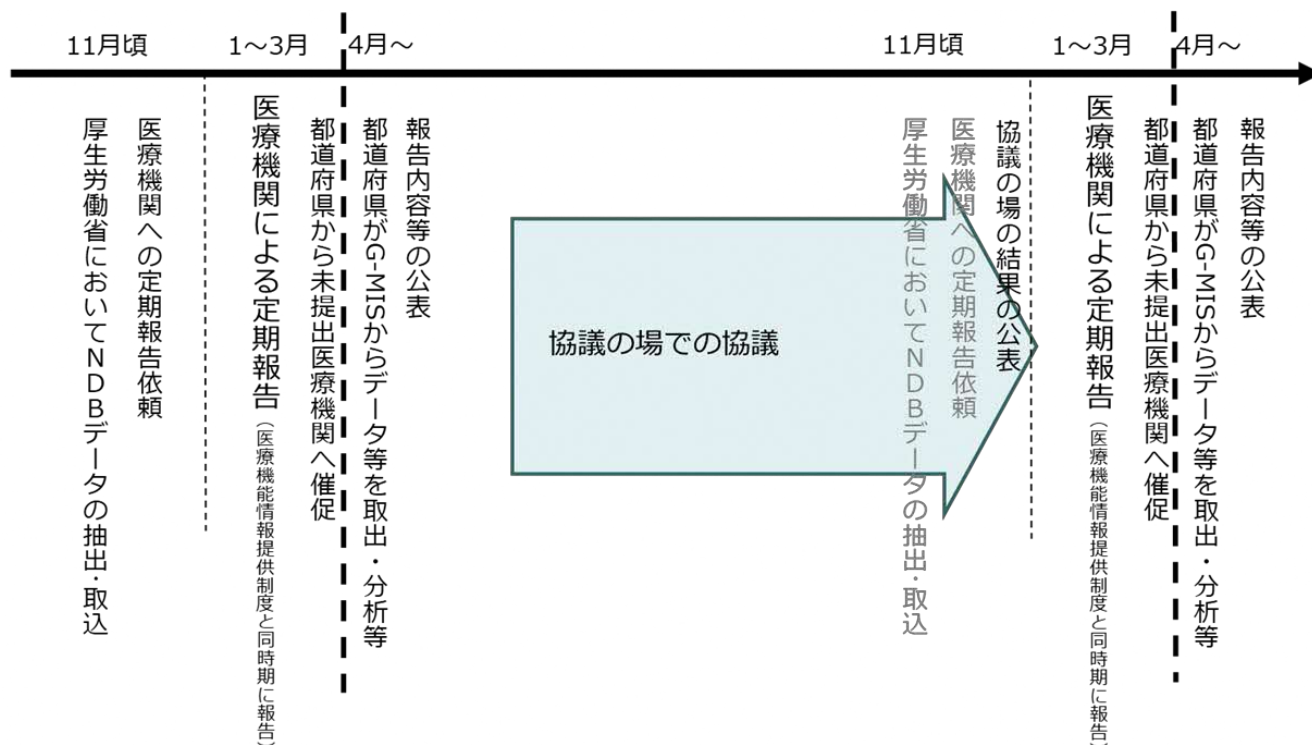 11月頃
1～3月
4月～
11月頃
1～3月
4月～
厚生労働省においてＮＤＢデータの抽出・取込
医療機関への定期報告依頼
医療機関による定期報告（医療機能情報提供制度と同時期に報告）
都道府県から未提出医療機関へ催促
都道府県がG-MISからデータ等を取出・分析等
報告内容等の公表
協議の場での協議
厚生労働省においてＮＤＢデータの抽出・取込
医療機関への定期報告依頼
協議の場の結果の公表
医療機関による定期報告（医療機能情報提供制度と同時期に報告）
都道府県から未提出医療機関へ催促
都道府県がG-MISからデータ等を取出・分析等
報告内容等の公表